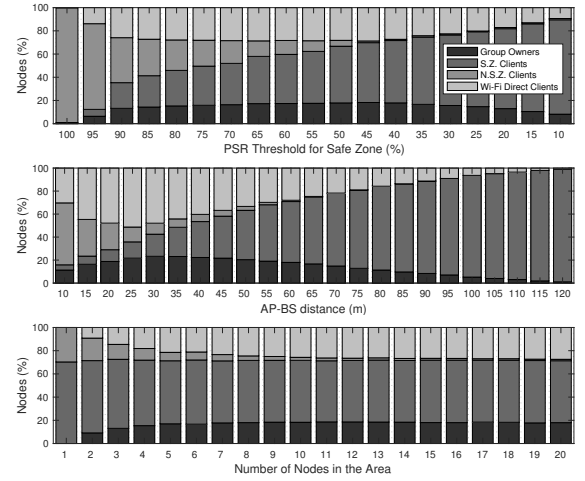 100
80
60
40
20
0
Nodes (%)
Group Owners
S.Z. Clients
N.S.Z. Clients
Wi-Fi Direct Clients
100 95 90 85 80 75 70 65 60 55 50 45 40 35 30 25 20 15 10
PSR Threshold for Safe Zone (%)
100
80
60
40
20
0
Nodes (%)
10 15 20 25 30 35 40 45 50 55 60 65 70 75 80 85 90 95 100 105 110 115 120
AP-BS distance (m)
100
80
60
40
20
0
Nodes (%)
1 2 3 4 5 6 7 8 9 10 11 12 13 14 15 16 17 18 19 20
Number of Nodes in the Area